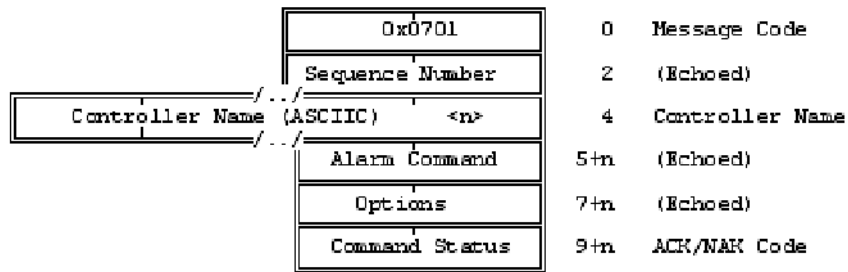 0x0701 0 Message Code
Sequence Number 2 (Echoed)
/../
Controller Name (ASCIIC) <n> 4 Controller Name
/../
Alarm Command 5+n (Echoed)
Options 7+n (Echoed)
Command Status 9+n ACK/NAK Code